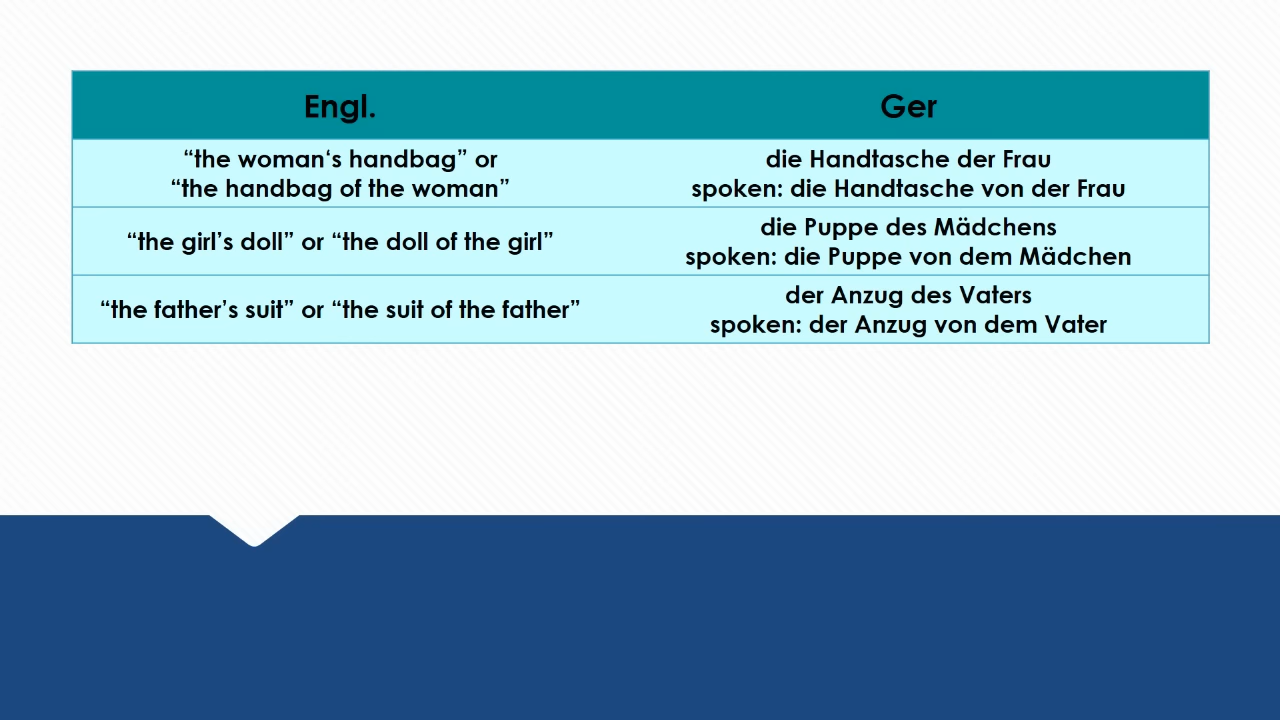 Engl.
Ger
“the woman‘s handbag” or
“the handbag of the woman”
die Handtasche der Frau
spoken: die Handtasche von der Frau
“the girl’s doll” or “the doll of the girl”
die Puppe des Mädchens
spoken: die Puppe von dem Mädchen
“the father’s suit” or “the suit of the father”
der Anzug des Vaters
spoken: der Anzug von dem Vater